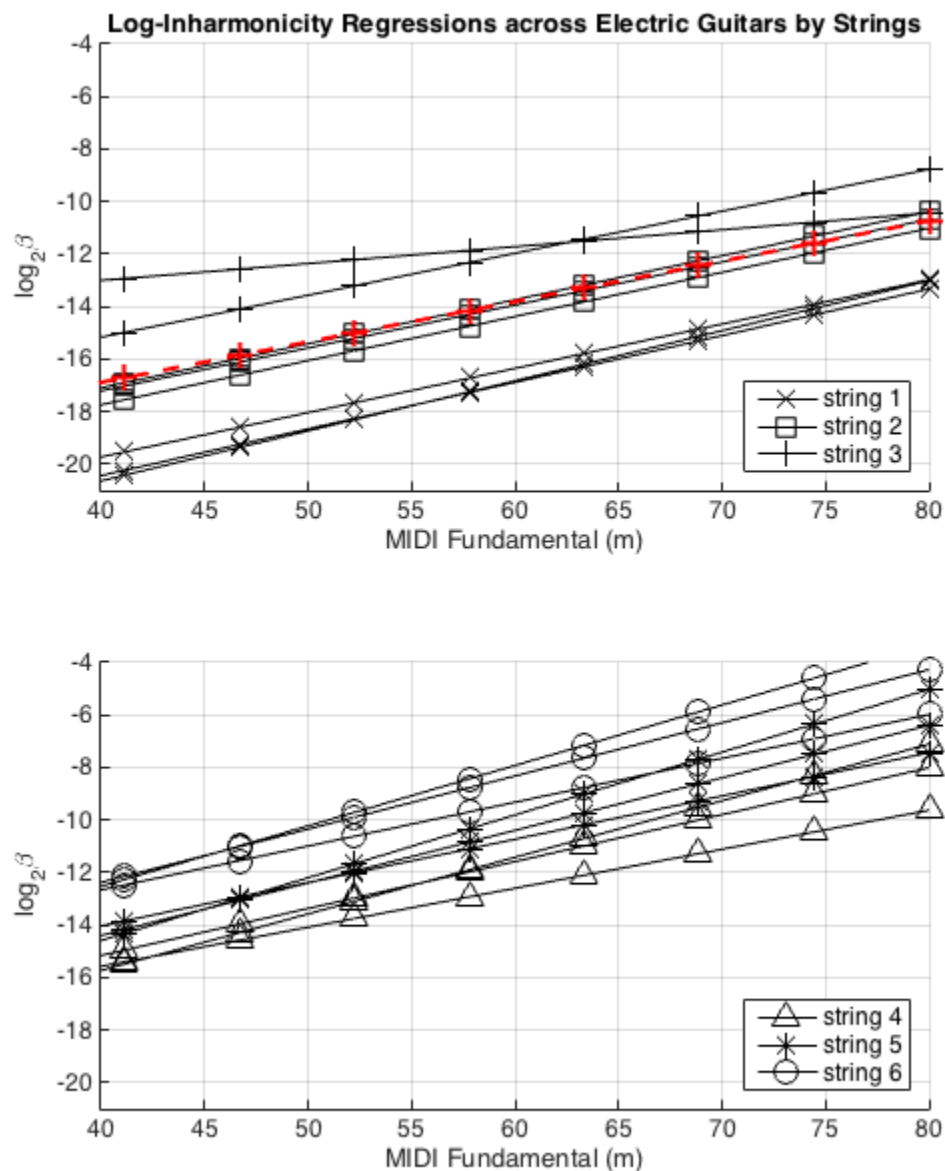 Log-Inharmonicity Regressions across Electric Guitars by Strings
-4
-6
-8
-10
-12
-14
-16
-18
-20
log₂β
40 45 50 55 60 65 70 75 80
MIDI Fundamental (m)
string 1
string 2
string 3
-4
-6
-8
-10
-12
-14
-16
-18
-20
log₂β
40 45 50 55 60 65 70 75 80
MIDI Fundamental (m)
string 4
string 5
string 6